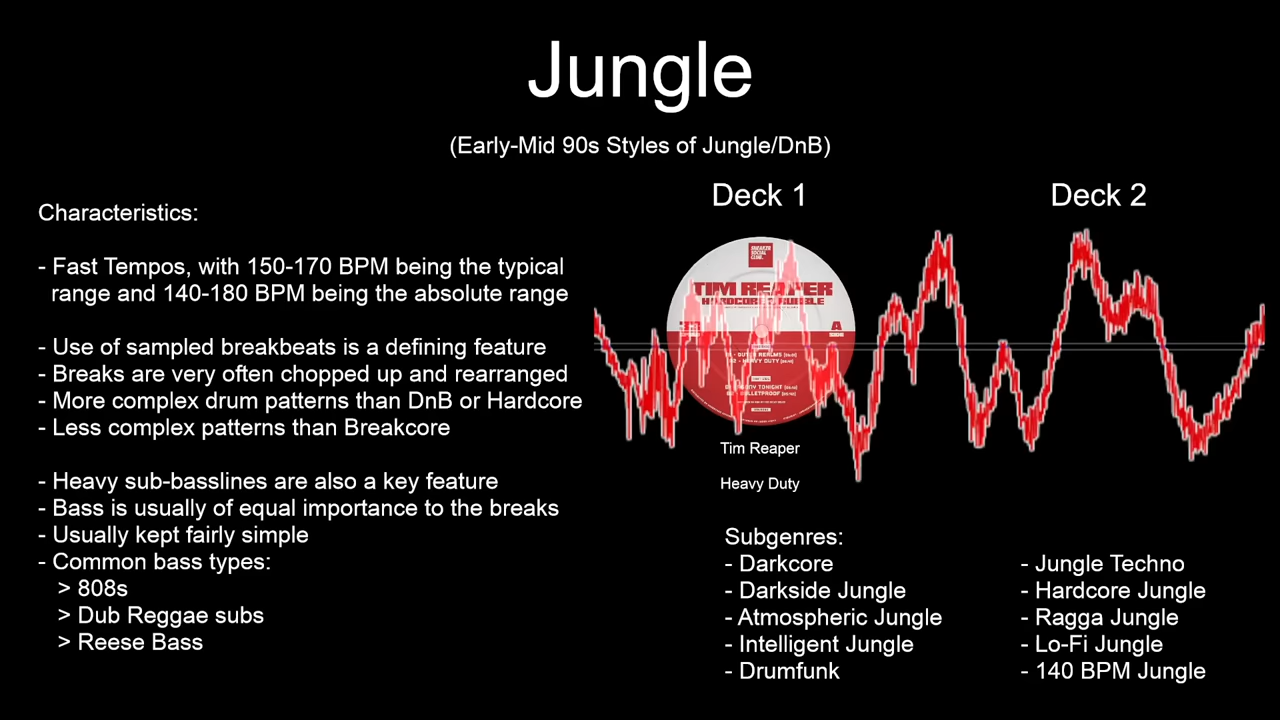 Jungle
(Early-Mid 90s Styles of Jungle/DnB)
Characteristics:
- Fast Tempos, with 150-170 BPM being the typical
range and 140-180 BPM being the absolute range
- Use of sampled breakbeats is a defining feature
- Breaks are very often chopped up and rearranged
- More complex drum patterns than DnB or Hardcore
- Less complex patterns than Breakcore
- Heavy sub-basslines are also a key feature
- Bass is usually of equal importance to the breaks
- Usually kept fairly simple
- Common bass types:
> 808s
> Dub Reggae subs
> Reese Bass
Deck 1
Deck 2
SNEAKER
SOCIAL
CLUB.
TIM REAPER
A
HEAVY DUTY
BULLETPROOF
Tim Reaper
Heavy Duty
Subgenres:
- Darkcore
- Darkside Jungle
- Atmospheric Jungle
- Intelligent Jungle
- Drumfunk
- Jungle Techno
- Hardcore Jungle
- Ragga Jungle
- Lo-Fi Jungle
- 140 BPM Jungle